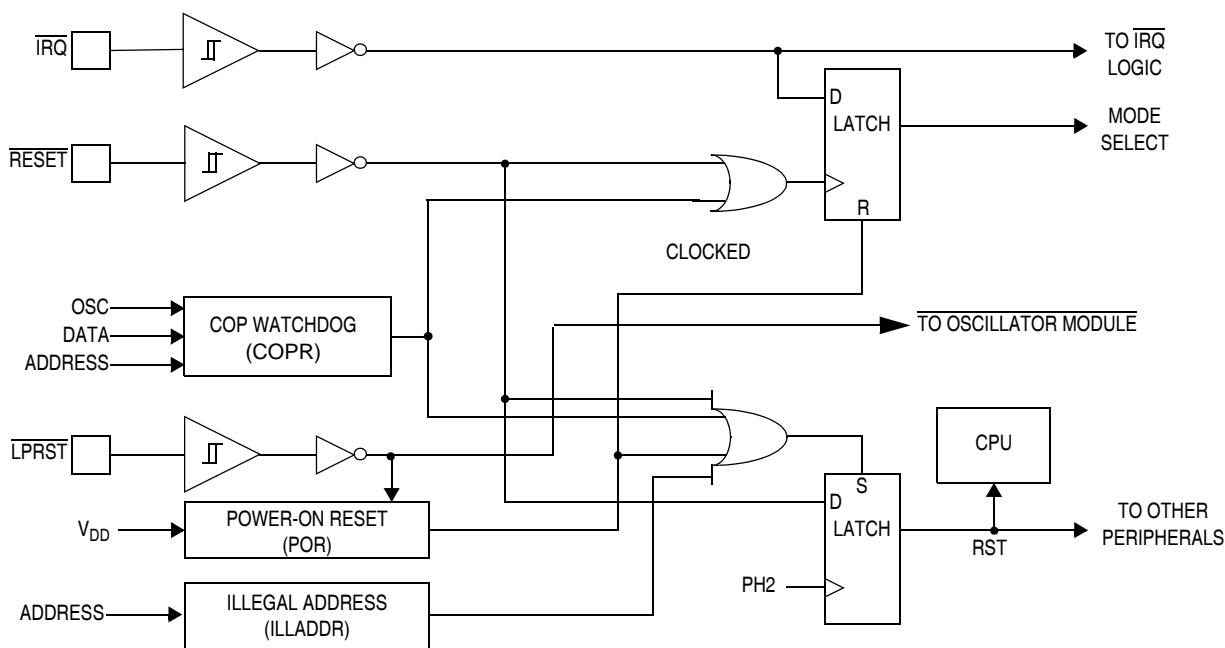 IRQ
TO IRQ
LOGIC
D
LATCH
MODE
SELECT
RESET
R
CLOCKED
OSC
DATA
ADDRESS
COP WATCHDOG
(COPR)
TO OSCILLATOR MODULE
LPRST
CPU
S
D
LATCH
VDD
POWER-ON RESET
(POR)
TO OTHER
PERIPHERALS
RST
PH2
ADDRESS
ILLEGAL ADDRESS
(ILLADDR)